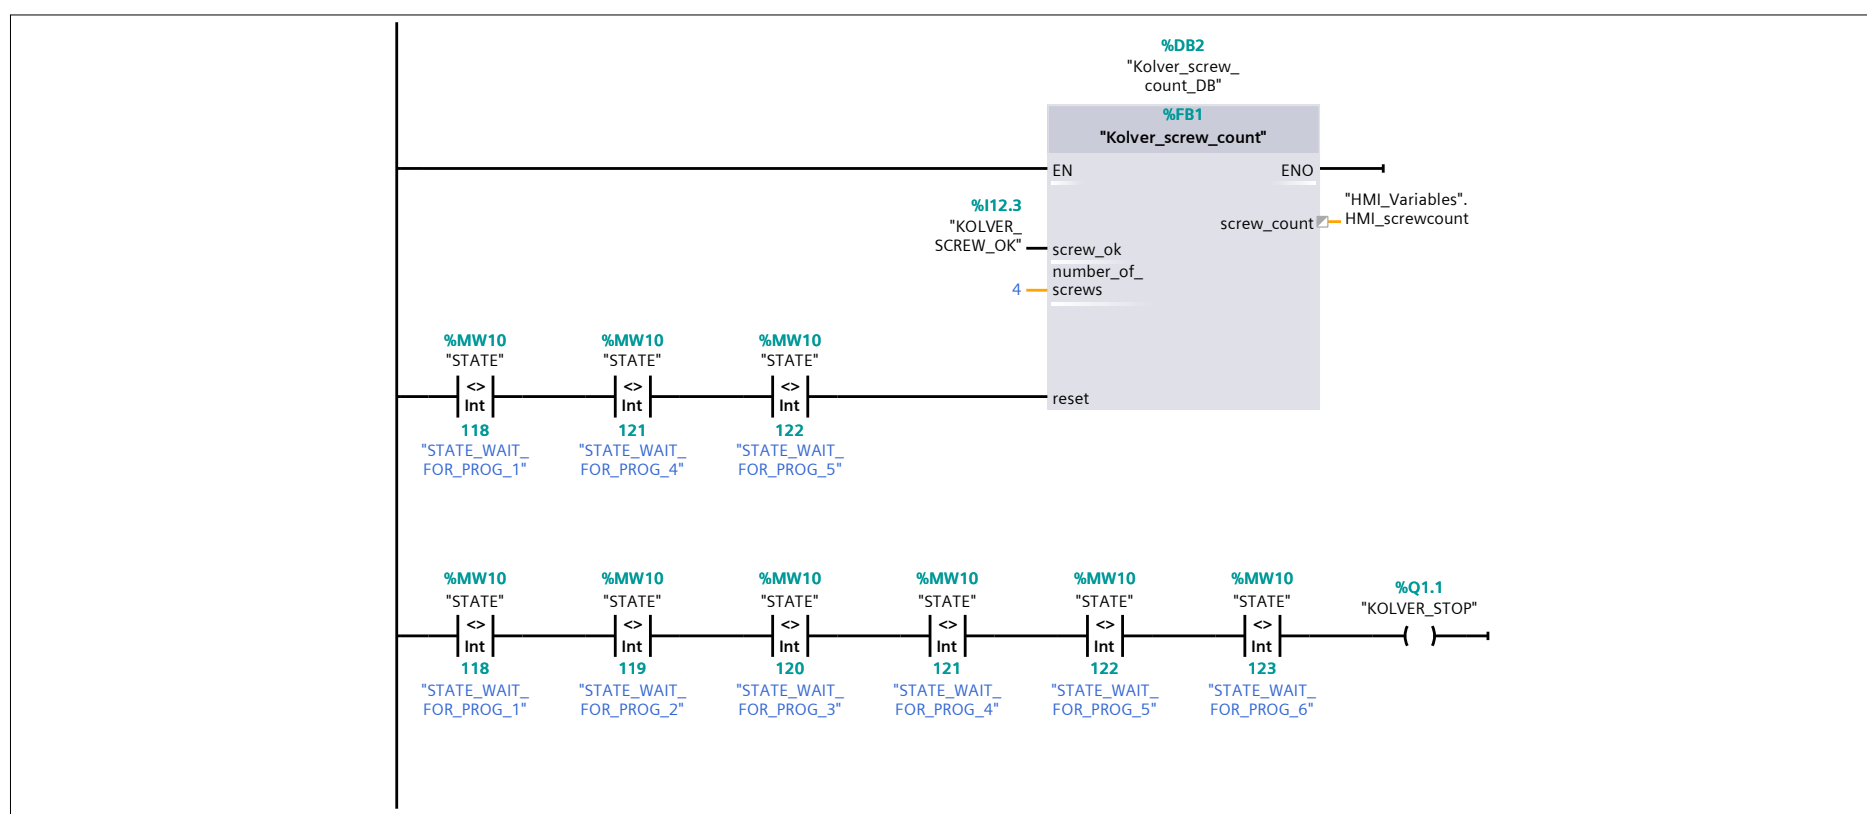 %DB2
"Kolver_screw_
count_DB"
%FB1
"Kolver_screw_count"
EN
ENO
%I12.3
"KOLVER_
SCREW_OK"
screw_ok
"HMI_Variables".
HMI_screwcount
screw_count
number_of_
4
screws
%MW10
"STATE"
<>
Int
118
"STATE_WAIT_
FOR_PROG_1"
%MW10
"STATE"
<>
Int
121
"STATE_WAIT_
FOR_PROG_4"
%MW10
"STATE"
<>
Int
122
"STATE_WAIT_
FOR_PROG_5"
reset
%MW10
"STATE"
<>
Int
118
"STATE_WAIT_
FOR_PROG_1"
%MW10
"STATE"
<>
Int
119
"STATE_WAIT_
FOR_PROG_2"
%MW10
"STATE"
<>
Int
120
"STATE_WAIT_
FOR_PROG_3"
%MW10
"STATE"
<>
Int
121
"STATE_WAIT_
FOR_PROG_4"
%MW10
"STATE"
<>
Int
122
"STATE_WAIT_
FOR_PROG_5"
%MW10
"STATE"
<>
Int
123
"STATE_WAIT_
FOR_PROG_6"
%Q1.1
"KOLVER_STOP"